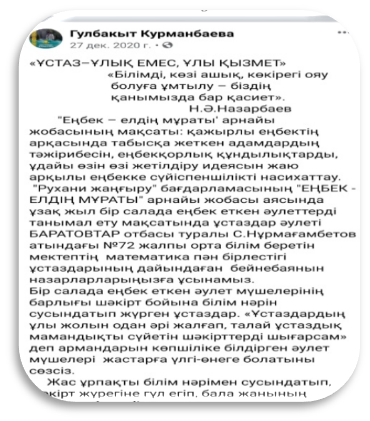 Гулбакыт Курманбаева
27 дек. 2020 г. ·
«ҰСТАЗ–ҰЛЫҚ ЕМЕС, ҰЛЫ ҚЫЗМЕТ»
«Білімді, көзі ашық, көкірегі ояу
болуға ұмтылу – біздің
қанымызда бар қасиет».
Н.Ә.Назарбаев
"Еңбек – елдің мұраты' арнайы
жобасының мақсаты: қажырлы еңбектің
арқасында табысқа жеткен адамдардың
тәжірибесін, еңбекқорлық құндылықтарды,
ұдайы өзін өзі жетілдіру идеясын жаю
арқылы еңбекке сүйіспеншілікті насихаттау.
"Рухани жаңғыру" бағдарламасының "ЕҢБЕК -
ЕЛДІҢ МҰРАТЫ" арнайы жобасы аясында
ұзақ жыл бір салада еңбек еткен әулеттерді
танымал ету мақсатында ұстаздар әулеті
БАРАТОВТАР отбасы туралы С.Нұрмағамбетов
атындағы №72 жалпы орта білім беретін
мектептің математика пән бірлестігі
ұстаздарының дайындаған бейнебаянын
назарларларыңызға ұсынамыз.
Бір салада еңбек еткен әулет мүшелерінің
барлығы шәкірт бойына білім нәрін
сусындатып жүрген ұстаздар. «Ұстаздардың
ұлы жолын одан әрі жалғап, талай ұстаздық
мамандықты сүйетін шәкірттерді шығарсам»
деп армандарын көпшіліке білдірген әулет
мүшелері жастарға үлгі-өнеге болатыны
сөзсіз.
Жас ұрпақты білім нәрімен сусындатып,
шәкірт жүрегіне гүл егіп, бала жанының